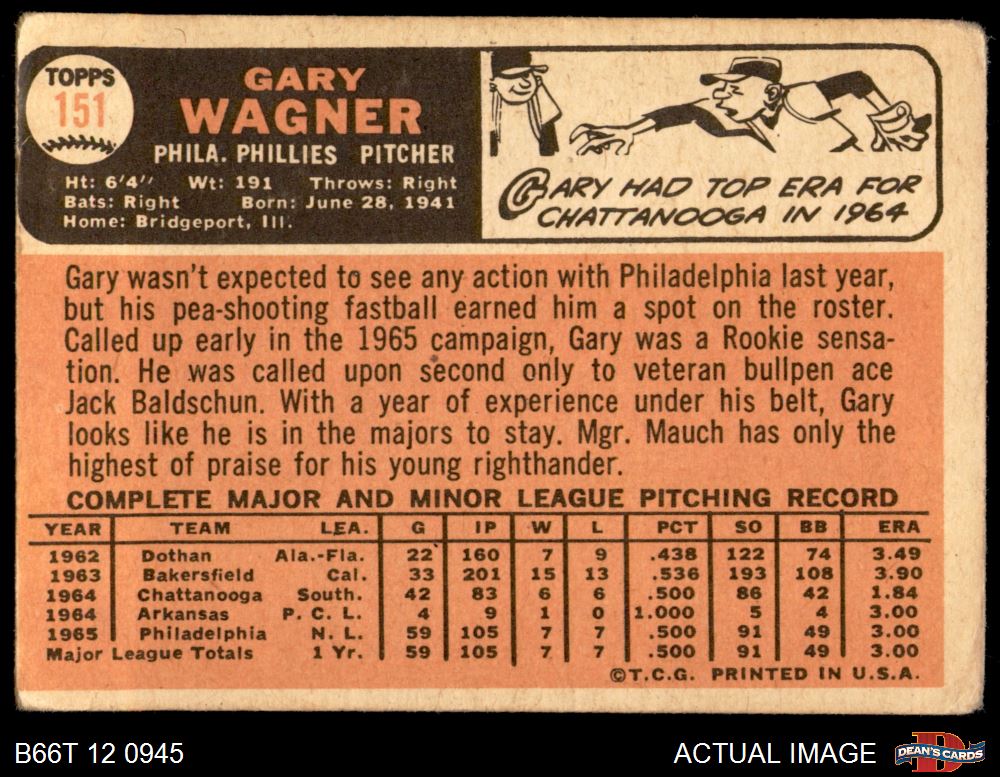 TOPPS
151
GARY
WAGNER
PHILA. PHILLIES PITCHER
Ht: 6'4" Wt: 191 Throws: Right
Bats: Right Born: June 28, 1941
Home: Bridgeport, Ill.
GARY HAD TOP ERA FOR
CHATTANOOGA IN 1964
Gary wasn't expected to see any action with Philadelphia last year,
but his pea-shooting fastball earned him a spot on the roster.
Called up early in the 1965 campaign, Gary was a Rookie sensa-
tion. He was called upon second only to veteran bullpen ace
Jack Baldschun. With a year of experience under his belt, Gary
looks like he is in the majors to stay. Mgr. Mauch has only the
highest of praise for his young righthander.
COMPLETE MAJOR AND MINOR LEAGUE PITCHING RECORD
YEAR TEAM LEA. G IP W L PCT SO BB ERA
1962 Dothan Ala.-Fla. 22 160 7 9 .438 122 74 3.49
1963 Bakersfield Cal. 33 201 15 13 .536 193 108 3.90
1964 Chattanooga South. 42 83 6 6 .500 86 42 1.84
1964 Arkansas P. C. L. 4 9 1 0 1.000 5 4 3.00
1965 Philadelphia N. L. 59 105 7 7 .500 91 49 3.00
Major League Totals 1 Yr. 59 105 7 7 .500 91 49 3.00
©T.C.G. PRINTED IN U.S.A.
B66T 12 0945
ACTUAL IMAGE
DEAN'S CARDS